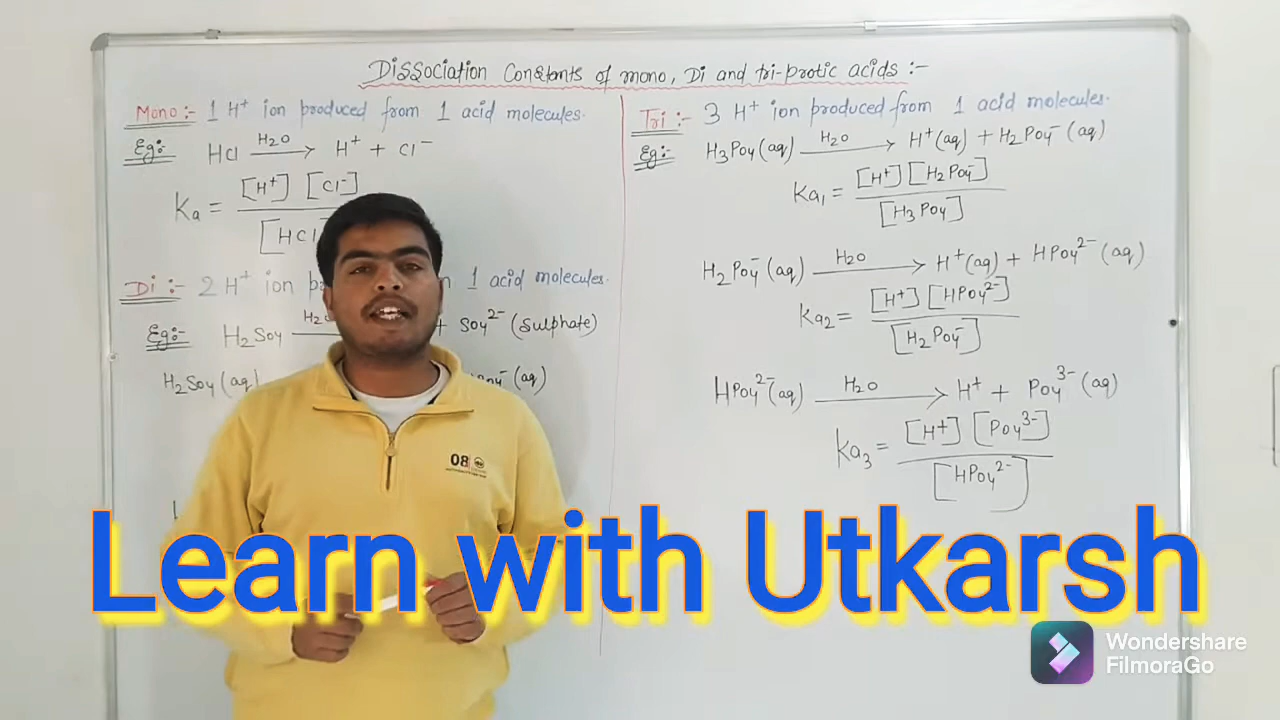 Dissociation Constants of mono, Di and tri-protic acids :-
Mono :- 1 H⁺ ion produced from 1 acid molecules.
Eg:- HCl H₂O → H⁺ + Cl⁻
Ka = [H⁺] [Cl⁻] / [HCl
Di :- 2 H⁺ ion 1 acid molecules.
Eg:- H₂SO₄ + SO₄²⁻ (Sulphate)
H₂SO₄ (aq) (aq)
Tri :- 3 H⁺ ion produced from 1 acid molecules.
Eg:- H₃PO₄ (aq) H₂O → H⁺ (aq) + H₂PO₄⁻ (aq)
Ka₁ = [H⁺] [H₂PO₄⁻] / [H₃PO₄]
H₂PO₄⁻ (aq) H₂O → H⁺ (aq) + HPO₄²⁻ (aq)
Ka₂ = [H⁺] [HPO₄²⁻] / [H₂PO₄⁻]
HPO₄²⁻ (aq) H₂O → H⁺ + PO₄³⁻ (aq)
Ka₃ = [H⁺] [PO₄³⁻] / [HPO₄²⁻]
08
Learn with Utkarsh
Wondershare
FilmoraGo